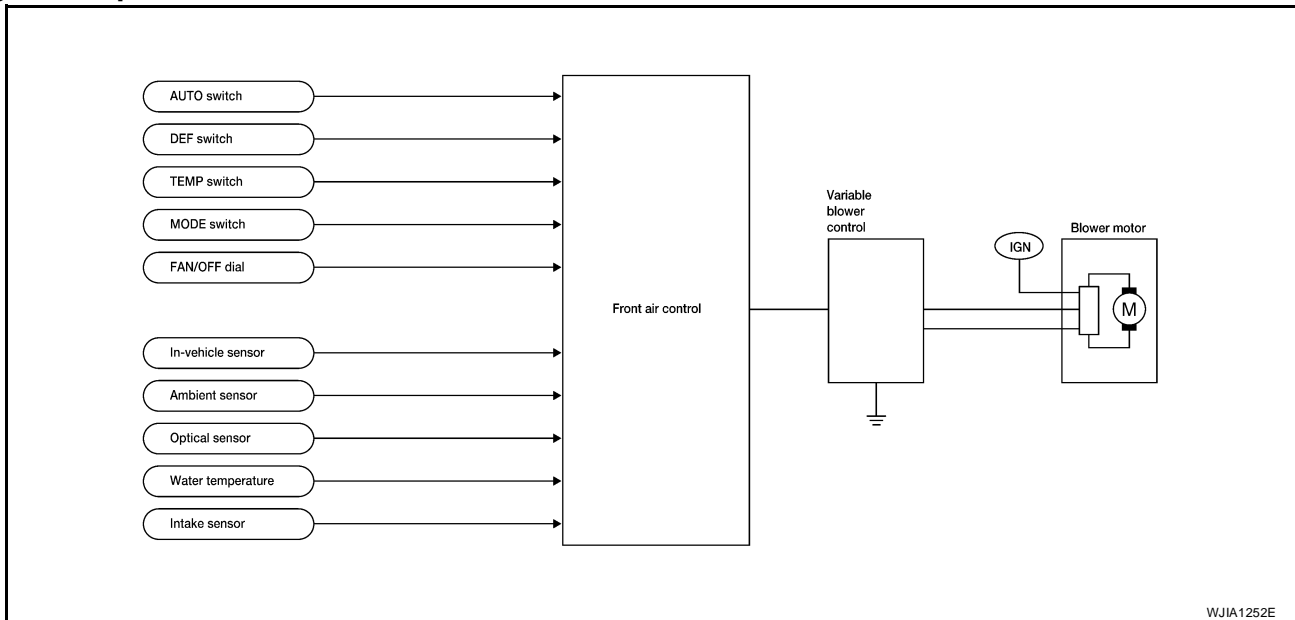 AUTO switch
DEF switch
TEMP switch
MODE switch
FAN/OFF dial
In-vehicle sensor
Ambient sensor
Optical sensor
Water temperature
Intake sensor
Front air control
Variable
blower
control
IGN
Blower motor
M
WJIA1252E